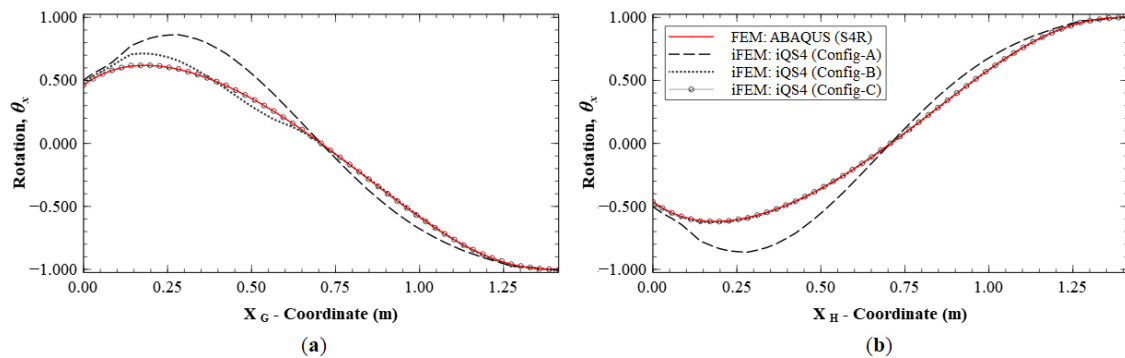 Rotation, θx
1.000
0.500
0.000
−0.500
−1.000
0.00
0.25
0.50
0.75
1.00
1.25
X G - Coordinate (m)
(a)
Rotation, θx
1.000
0.500
0.000
−0.500
−1.000
FEM: ABAQUS (S4R)
iFEM: iQS4 (Config-A)
iFEM: iQS4 (Config-B)
iFEM: iQS4 (Config-C)
0.00
0.25
0.50
0.75
1.00
1.25
X H - Coordinate (m)
(b)